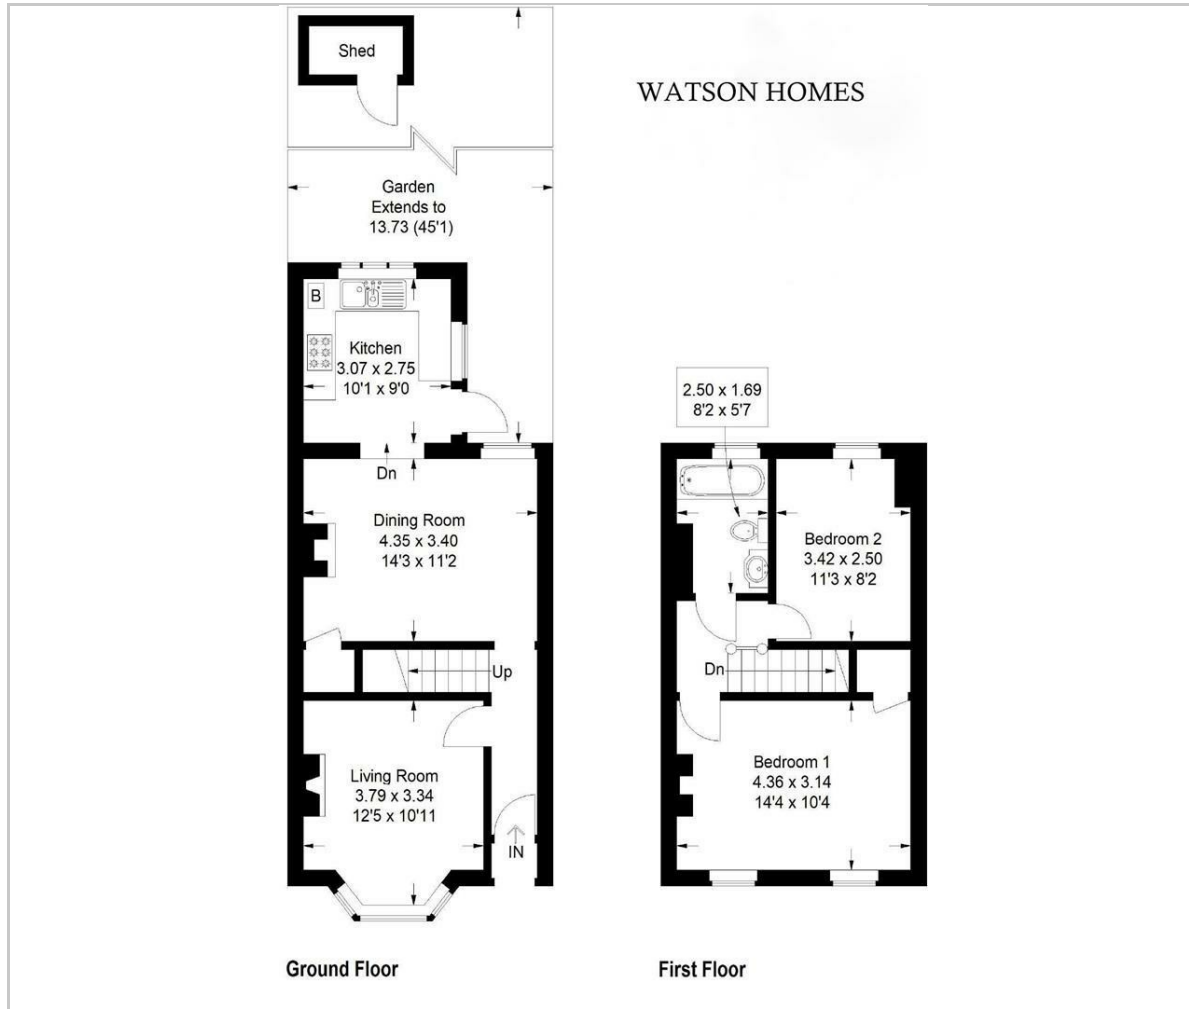 Shed
WATSON HOMES
Garden
Extends to
13.73 (45'1)
B
Kitchen
3.07 x 2.75
10'1 x 9'0
Dn
Dining Room
4.35 x 3.40
14'3 x 11'2
Up
Living Room
3.79 x 3.34
12'5 x 10'11
IN
Ground Floor
2.50 x 1.69
8'2 x 5'7
Bedroom 2
3.42 x 2.50
11'3 x 8'2
Dn
Bedroom 1
4.36 x 3.14
14'4 x 10'4
First Floor